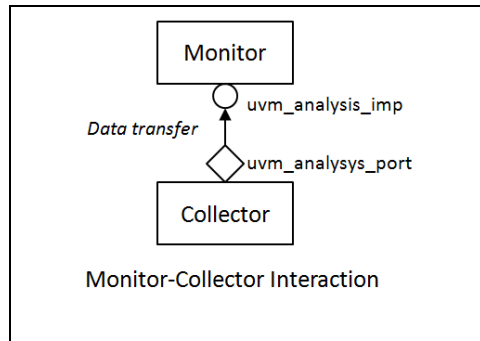 Monitor
uvm_analysis_imp
Data transfer
uvm_analysys_port
Collector
Monitor-Collector Interaction